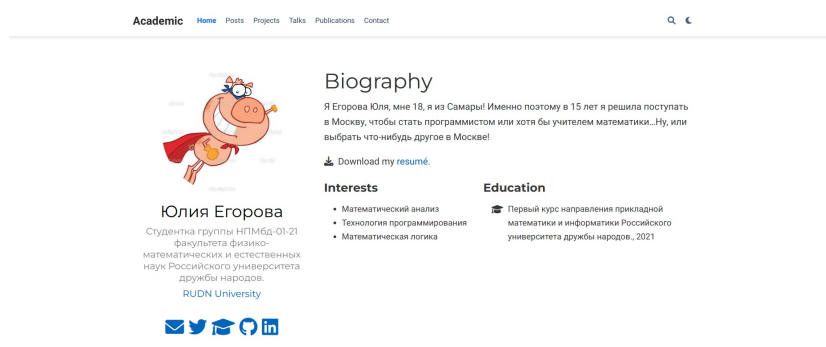 Academic Home Posts Projects Talks Publications Contact
Юлия Егорова
Студентка группы НПМбд-01-21
факультета физико-
математических и естественных
наук Российского университета
дружбы народов.
RUDN University
Biography
Я Егорова Юля, мне 18, я из Самары! Именно поэтому в 15 лет я решила поступать
в Москву, чтобы стать программистом или хотя бы учителем математики...Ну, или
выбрать что-нибудь другое в Москве!
Download my resumé.
Interests
Математический анализ
Технология программирования
Математическая логика
Education
Первый курс направления прикладной
математики и информатики Российского
университета дружбы народов., 2021